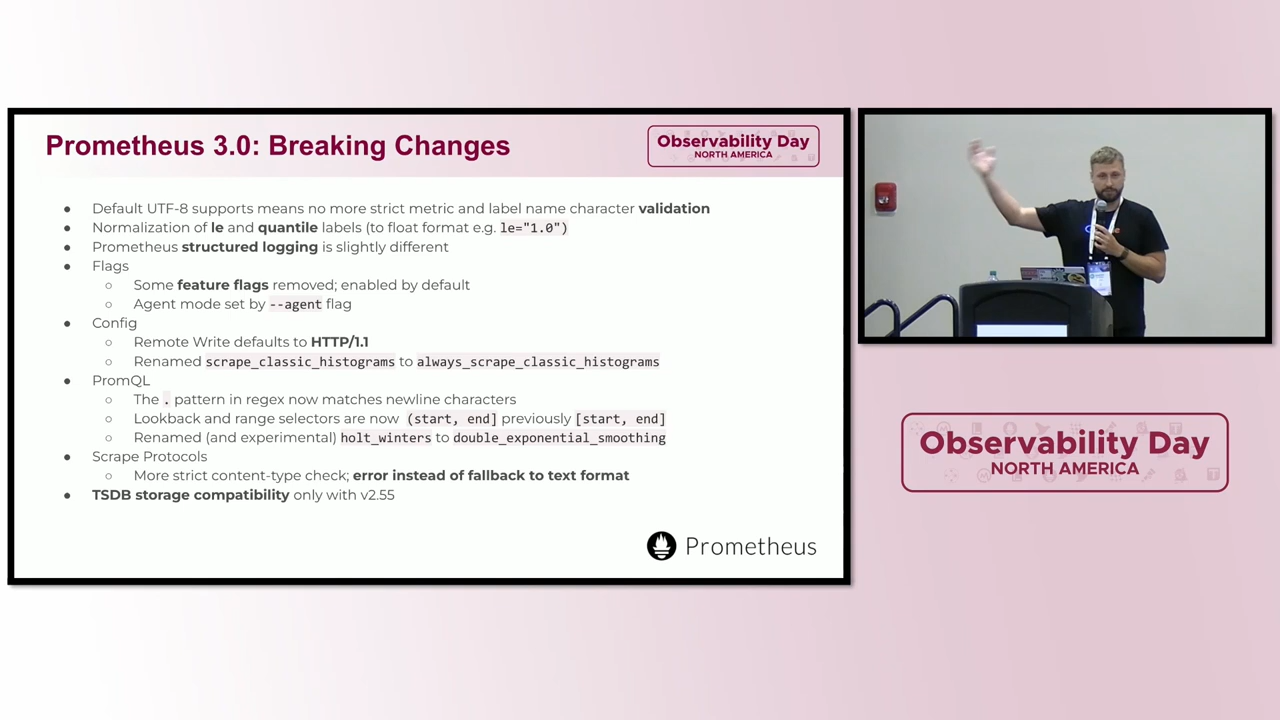 Prometheus 3.0: Breaking Changes
Observability Day
NORTH AMERICA
● Default UTF-8 supports means no more strict metric and label name character validation
● Normalization of le and quantile labels (to float format e.g. le="1.0")
● Prometheus structured logging is slightly different
● Flags
○ Some feature flags removed; enabled by default
○ Agent mode set by --agent flag
● Config
○ Remote Write defaults to HTTP/1.1
○ Renamed scrape_classic_histograms to always_scrape_classic_histograms
● PromQL
○ The . pattern in regex now matches newline characters
○ Lookback and range selectors are now (start, end] previously [start, end]
○ Renamed (and experimental) holt_winters to double_exponential_smoothing
● Scrape Protocols
○ More strict content-type check; error instead of fallback to text format
● TSDB storage compatibility only with v2.55
Prometheus
Observability Day
NORTH AMERICA